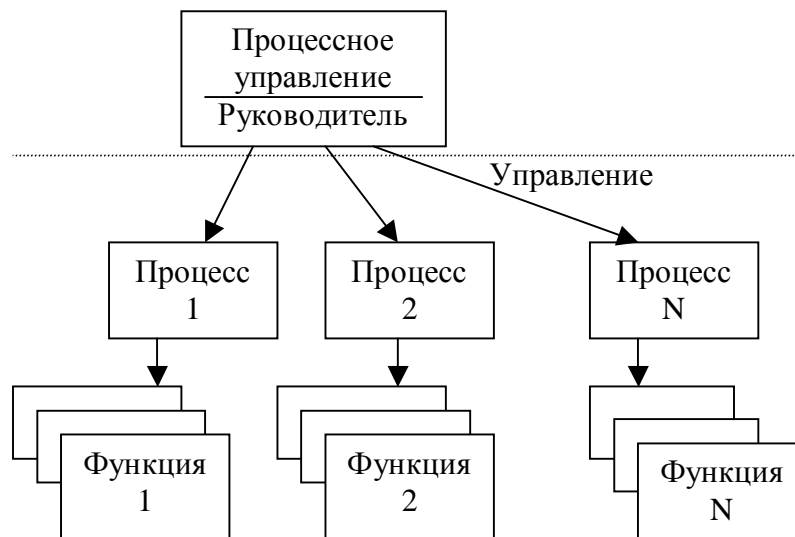 Процессное
управление
Руководитель
Управление
Процесс
1
Процесс
2
Процесс
N
Функция
1
Функция
2
Функция
N